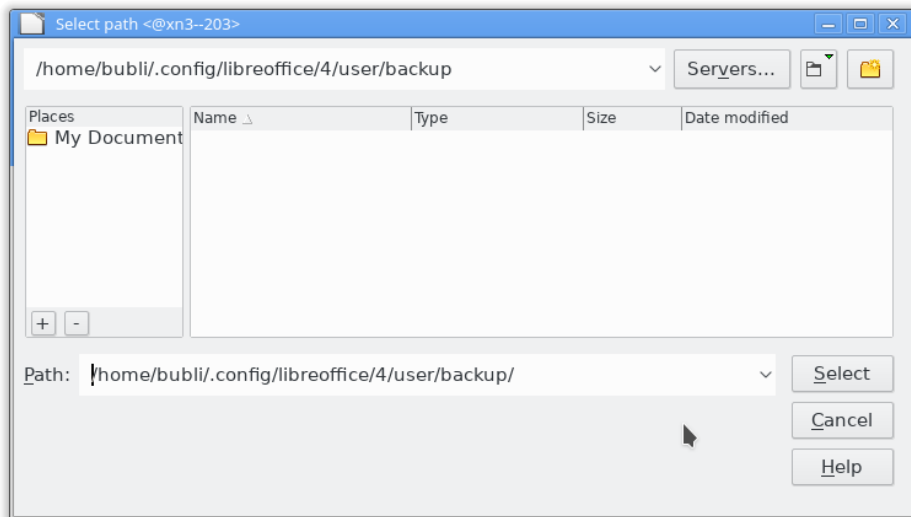 Select path <@xn3--203>
/home/bubli/.config/libreoffice/4/user/backup
Servers...
Places
Name Type Size Date modified
My Document
+ -
Path: /home/bubli/.config/libreoffice/4/user/backup/
Select
Cancel
Help